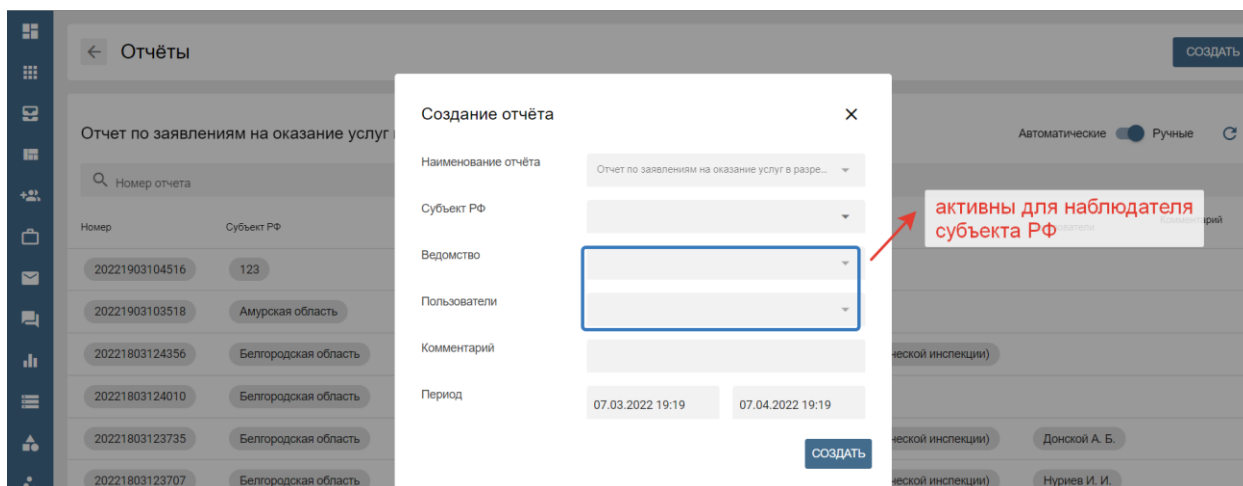 Отчёты
СОЗДАТЬ
Создание отчёта
Отчет по заявлениям на оказание услуг
Автоматические Ручные
Наименование отчёта Отчет по заявлениям на оказание услуг в разре...
Номер отчета
Субъект РФ
активны для наблюдателя
субъекта РФ
Номер Субъект РФ Комментарий
Ведомство
20221903104516 123
Пользователи
20221903103518 Амурская область
Комментарий
20221803124356 Белгородская область ческой инспекции)
Период 07.03.2022 19:19 07.04.2022 19:19
20221803124010 Белгородская область
20221803123735 Белгородская область ческой инспекции) Донской А. Б.
СОЗДАТЬ
20221803123707 Белгородская область ческой инспекции) Нуриев И. И.